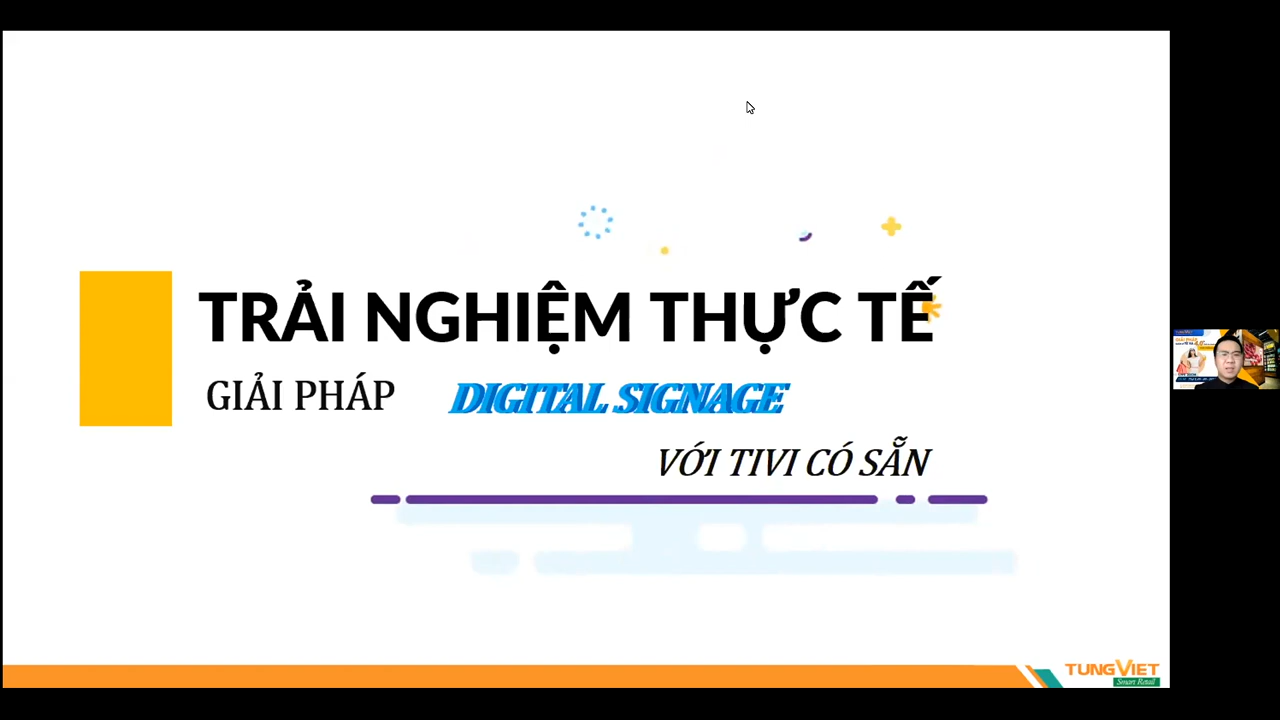 TRẢI NGHIỆM THỰC TẾ
GIẢI PHÁP DIGITAL SIGNAGE
VỚI TIVI CÓ SẴN
TUNGVIET
Smart Retail